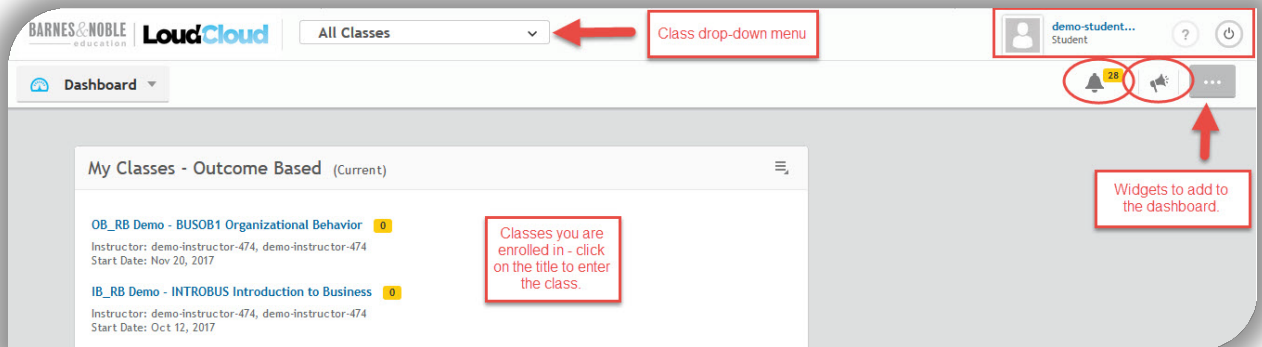 BARNES&NOBLE
education
LoudCloud
All Classes
Class drop-down menu
demo-student...
Student
?
Dashboard
28
...
My Classes - Outcome Based (Current)
Widgets to add to
the dashboard.
OB_RB Demo - BUSOB1 Organizational Behavior 0
Instructor: demo-instructor-474, demo-instructor-474
Start Date: Nov 20, 2017
Classes you are
enrolled in - click
on the title to enter
the class.
IB_RB Demo - INTROBUS Introduction to Business 0
Instructor: demo-instructor-474, demo-instructor-474
Start Date: Oct 12, 2017